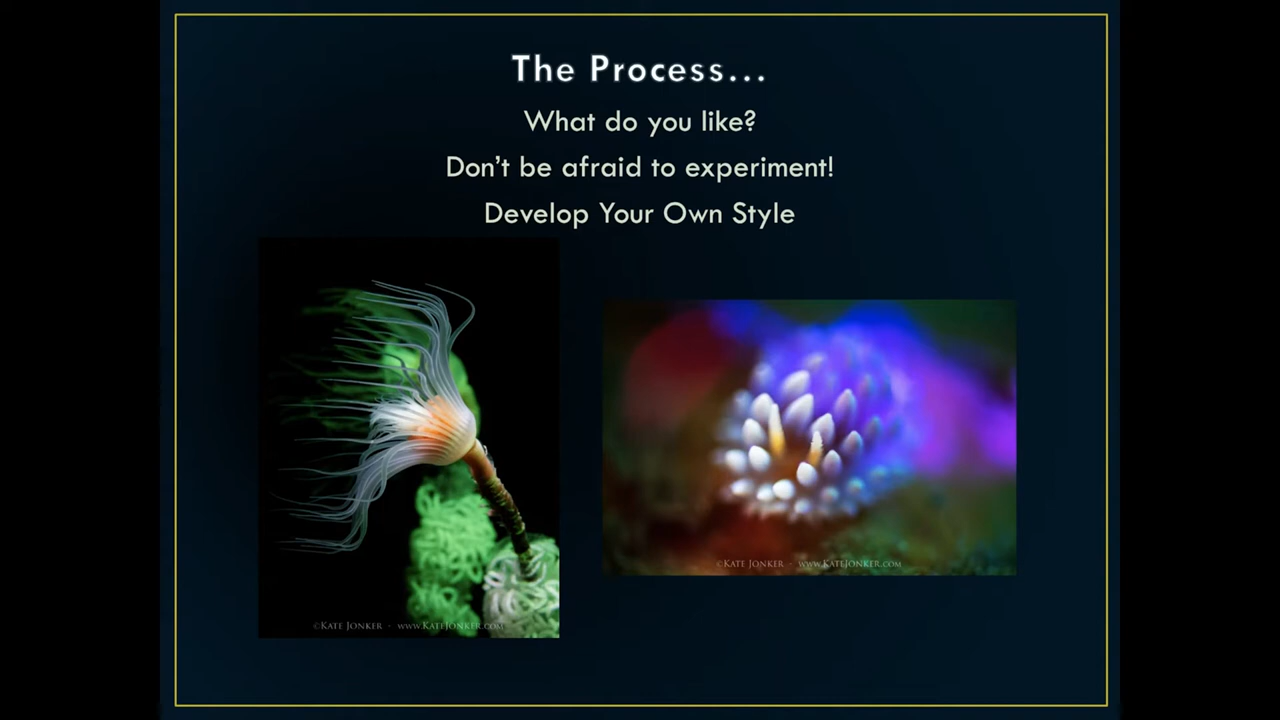 The Process...
What do you like?
Don't be afraid to experiment!
Develop Your Own Style
©Kate Jonker - www.KateJonker.com
©Kate Jonker - www.KateJonker.com